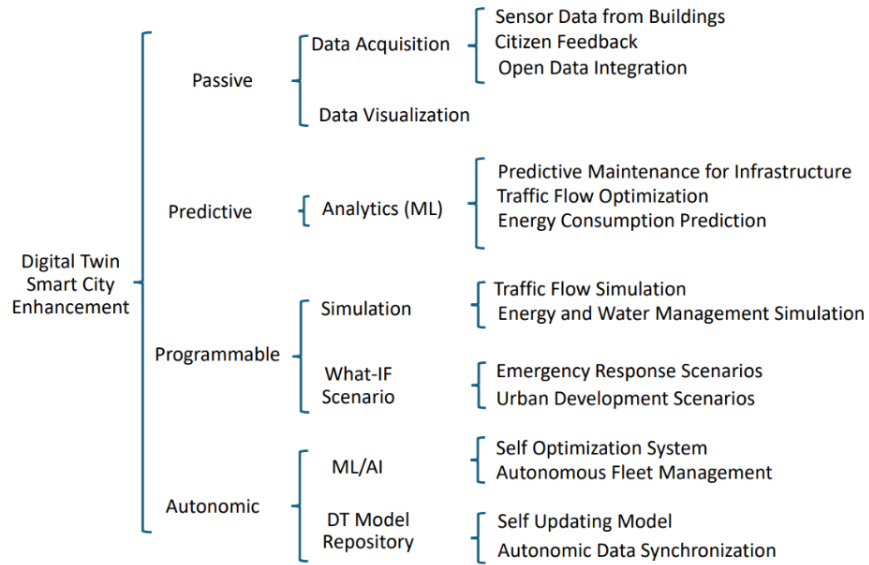 Digital Twin
Smart City
Enhancement
Passive
Data Acquisition
Sensor Data from Buildings
Citizen Feedback
Open Data Integration
Data Visualization
Predictive
Analytics (ML)
Predictive Maintenance for Infrastructure
Traffic Flow Optimization
Energy Consumption Prediction
Programmable
Simulation
Traffic Flow Simulation
Energy and Water Management Simulation
What-IF
Scenario
Emergency Response Scenarios
Urban Development Scenarios
Autonomic
ML/AI
Self Optimization System
Autonomous Fleet Management
DT Model
Repository
Self Updating Model
Autonomic Data Synchronization